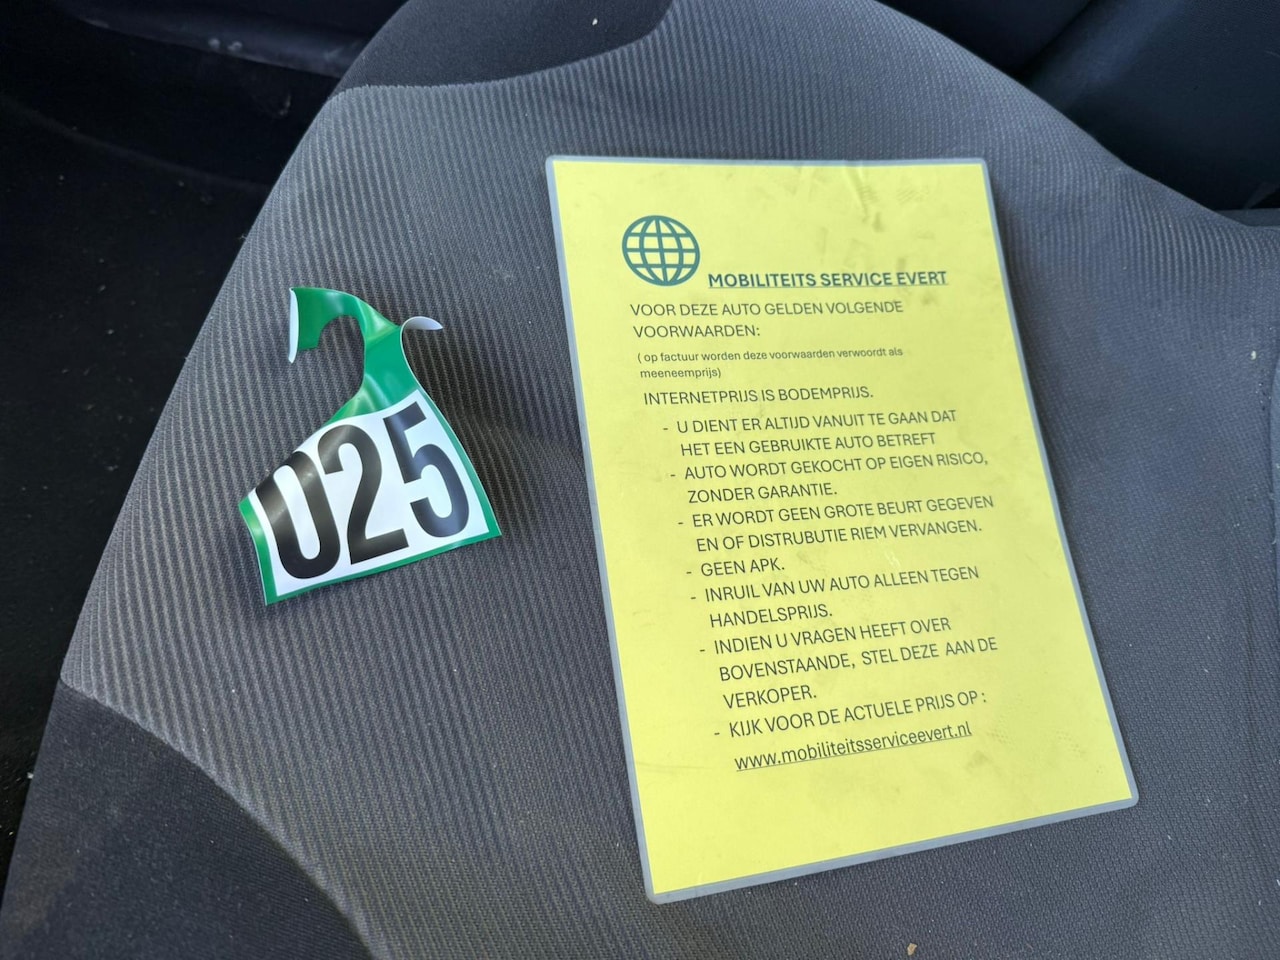 025
MOBILITEITS SERVICE EVERT
VOOR DEZE AUTO GELDEN VOLGENDE
VOORWAARDEN:
( op factuur worden deze voorwaarden verwoordt als
meeneemprijs)
INTERNETPRIJS IS BODEMPRIJS.
- U DIENT ER ALTIJD VANUIT TE GAAN DAT
HET EEN GEBRUIKTE AUTO BETREFT
- AUTO WORDT GEKOCHT OP EIGEN RISICO,
ZONDER GARANTIE.
- ER WORDT GEEN GROTE BEURT GEGEVEN
EN OF DISTRUBUTIE RIEM VERVANGEN.
- GEEN APK.
- INRUIL VAN UW AUTO ALLEEN TEGEN
HANDELSPRIJS.
- INDIEN U VRAGEN HEEFT OVER
BOVENSTAANDE, STEL DEZE AAN DE
VERKOPER.
- KIJK VOOR DE ACTUELE PRIJS OP :
www.mobiliteitsserviceevert.nl